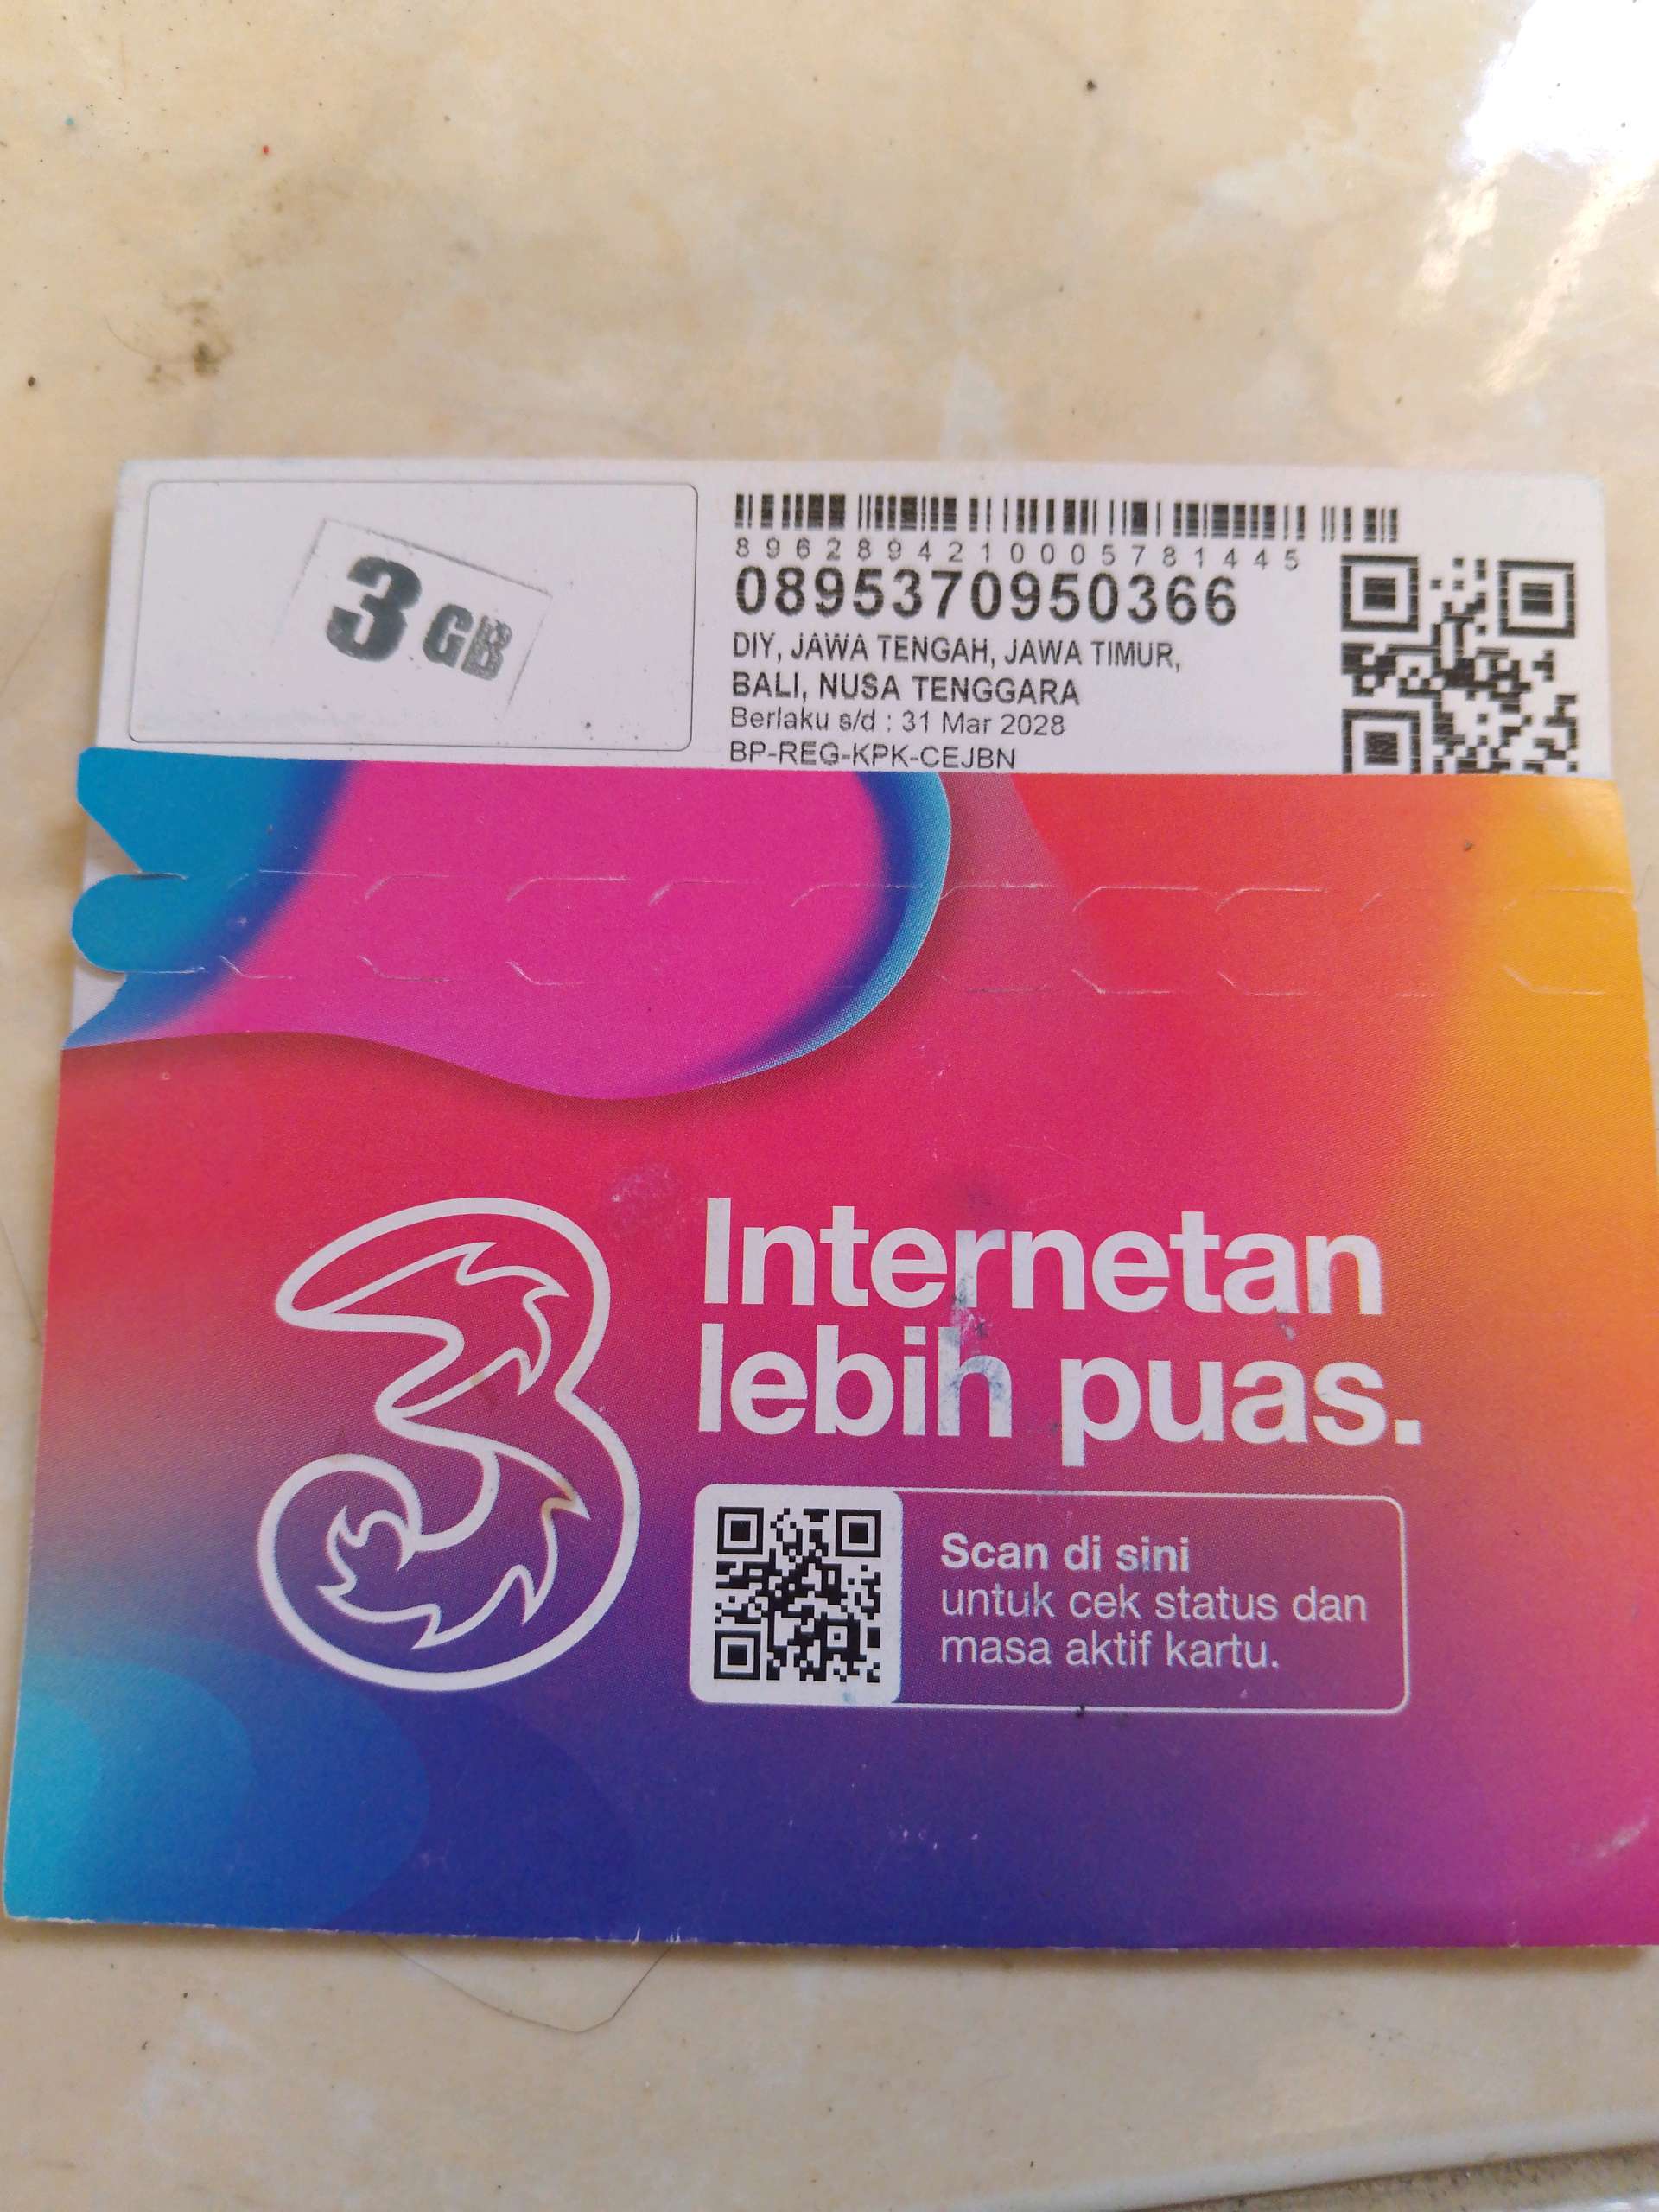 3 GB
8962894210005781445
0895370950366
DIY, JAWA TENGAH, JAWA TIMUR,
BALI, NUSA TENGGARA
Berlaku s/d : 31 Mar 2028
BP-REG-KPK-CEJBN
3
Internetan
lebih puas.
Scan di sini
untuk cek status dan
masa aktif kartu.